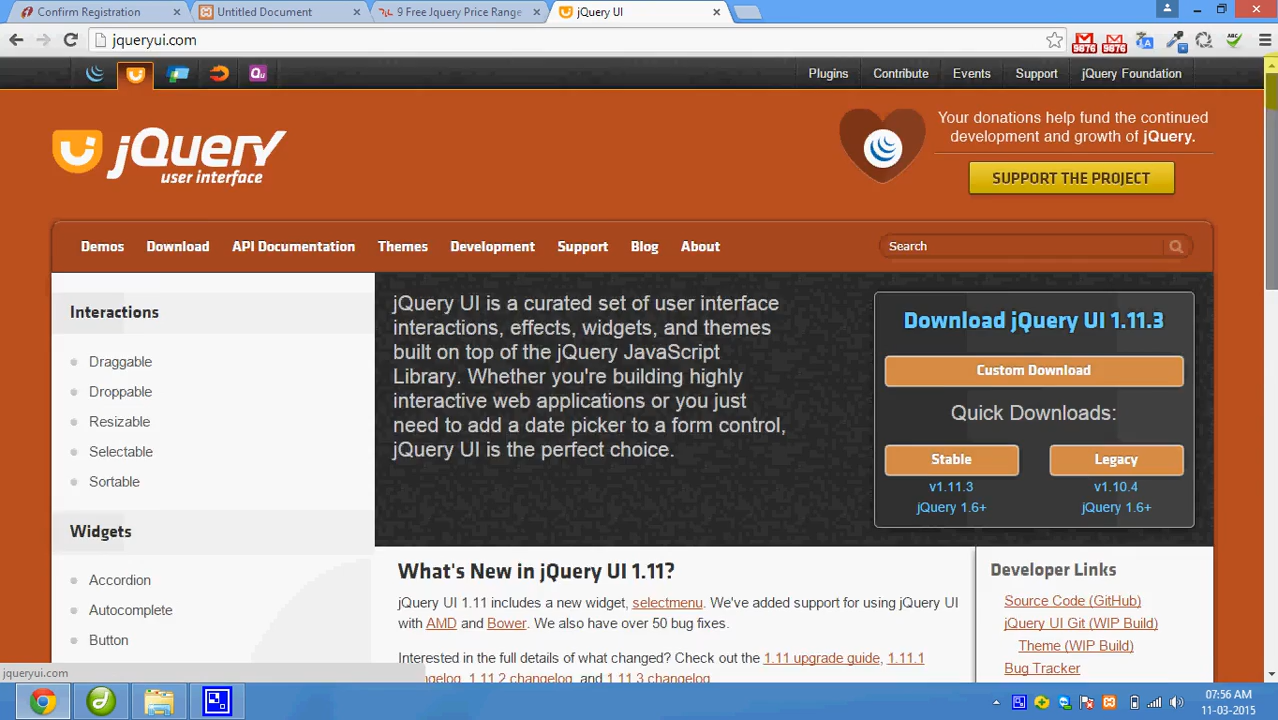 Confirm Registration
Untitled Document
9 Free Jquery Price Range
jQuery UI
jqueryui.com
9876
9876
ABC
Qu
Plugins
Contribute
Events
Support
jQuery Foundation
jQuery
user interface
Your donations help fund the continued
development and growth of jQuery.
SUPPORT THE PROJECT
Demos
Download
API Documentation
Themes
Development
Support
Blog
About
Search
Interactions
Draggable
Droppable
Resizable
Selectable
Sortable
Widgets
Accordion
Autocomplete
Button
jQuery UI is a curated set of user interface
interactions, effects, widgets, and themes
built on top of the jQuery JavaScript
Library. Whether you're building highly
interactive web applications or you just
need to add a date picker to a form control,
jQuery UI is the perfect choice.
Download jQuery UI 1.11.3
Custom Download
Quick Downloads:
Stable
v1.11.3
jQuery 1.6+
Legacy
v1.10.4
jQuery 1.6+
What's New in jQuery UI 1.11?
jQuery UI 1.11 includes a new widget, selectmenu. We've added support for using jQuery UI
with AMD and Bower. We also have over 50 bug fixes.
Interested in the full details of what changed? Check out the 1.11 upgrade guide, 1.11.1
changelog, 1.11.2 changelog, and 1.11.3 changelog.
Developer Links
Source Code (GitHub)
jQuery UI Git (WIP Build)
Theme (WIP Build)
Bug Tracker
jqueryui.com
07:56 AM
11-03-2015